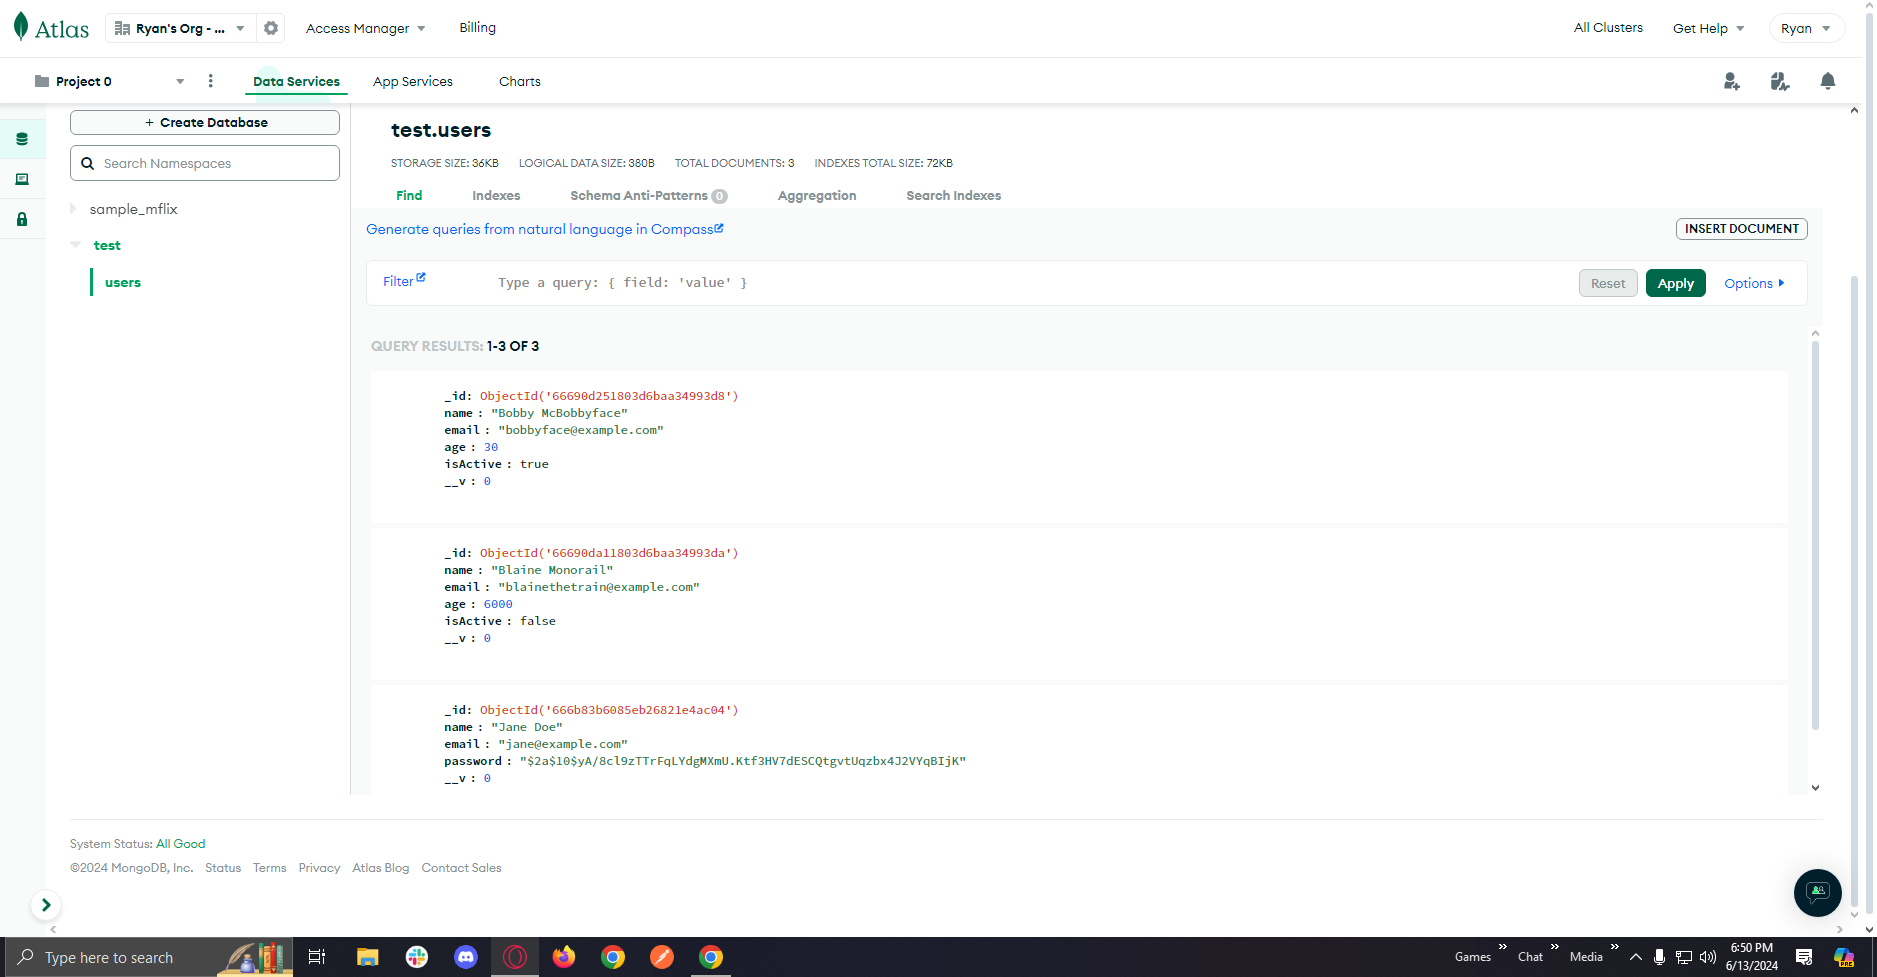 Atlas
Ryan's Org - ...
Access Manager
Billing
All Clusters
Get Help
Ryan
Project 0
Data Services
App Services
Charts
+ Create Database
Search Namespaces
sample_mflix
test
users
test.users
STORAGE SIZE: 36KB LOGICAL DATA SIZE: 380B TOTAL DOCUMENTS: 3 INDEXES TOTAL SIZE: 72KB
Find Indexes Schema Anti-Patterns 0 Aggregation Search Indexes
Generate queries from natural language in Compass
INSERT DOCUMENT
Filter Type a query: { field: 'value' } Reset Apply Options
QUERY RESULTS: 1-3 OF 3
_id: ObjectId('66690d251803d6baa34993d8')
name : "Bobby McBobbyface"
email : "bobbyface@example.com"
age : 30
isActive : true
__v : 0
_id: ObjectId('66690da11803d6baa34993da')
name : "Blaine Monorail"
email : "blainethetrain@example.com"
age : 6000
isActive : false
__v : 0
_id: ObjectId('666b83b6085eb26821e4ac04')
name : "Jane Doe"
email : "jane@example.com"
password : "$2a$10$yA/8cl9zTTrFqLYdgMXmU.Ktf3HV7dESCQtgvtUqzbx4J2VYqBIjK"
__v : 0
System Status: All Good
©2024 MongoDB, Inc. Status Terms Privacy Atlas Blog Contact Sales
Type here to search
Games » Chat » Media »
6:50 PM
6/13/2024
PRE